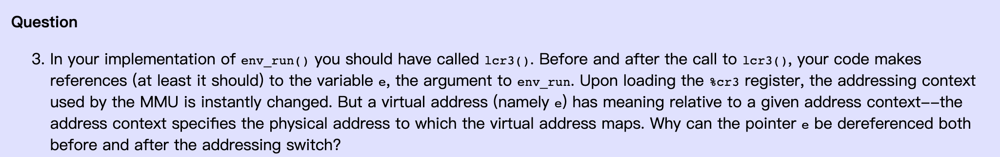 Question
3. In your implementation of env_run() you should have called lcr3(). Before and after the call to lcr3(), your code makes
references (at least it should) to the variable e, the argument to env_run. Upon loading the %cr3 register, the addressing context
used by the MMU is instantly changed. But a virtual address (namely e) has meaning relative to a given address context--the
address context specifies the physical address to which the virtual address maps. Why can the pointer e be dereferenced both
before and after the addressing switch?